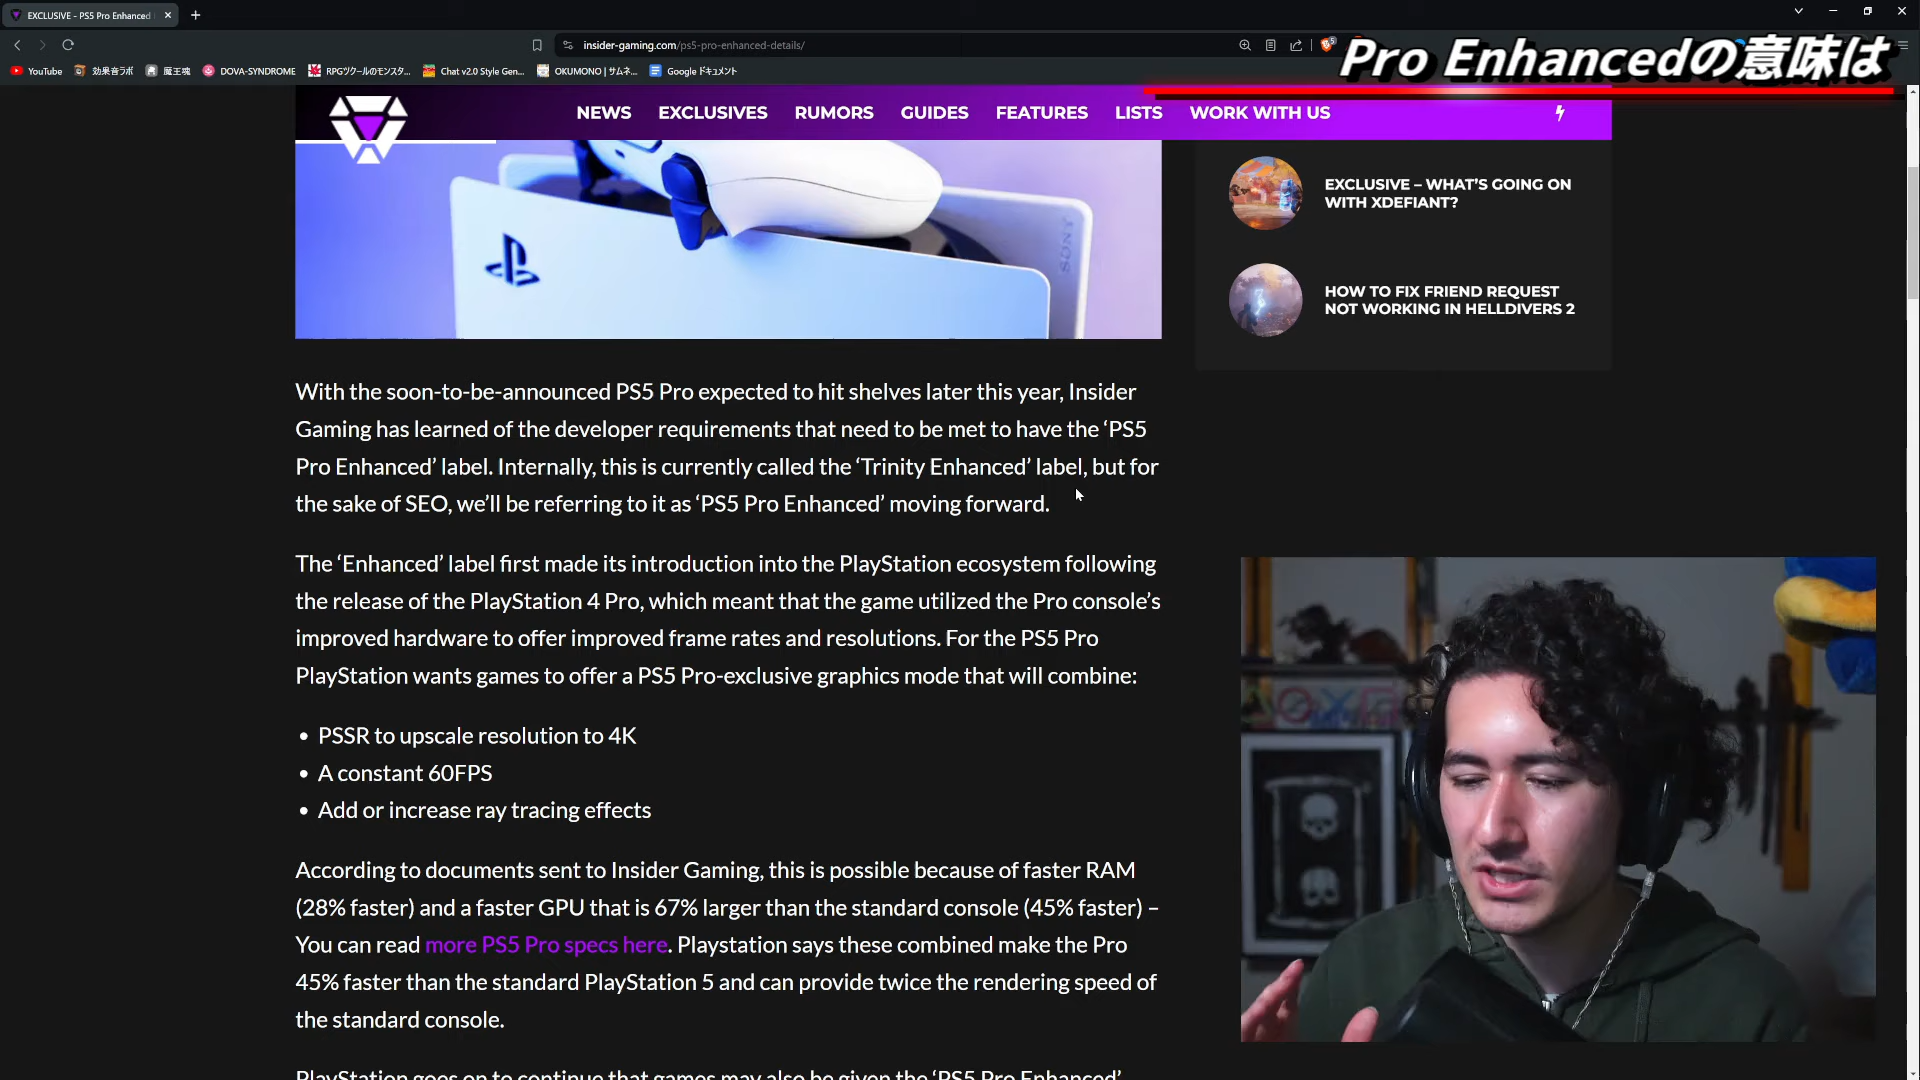 EXCLUSIVE - PS5 Pro Enhanced
insider-gaming.com/ps5-pro-enhanced-details/
5
Pro Enhancedの意味は
YouTube
効果音ラボ
魔王魂
DOVA-SYNDROME
RPGツクールのモンスタ...
Chat v2.0 Style Gen...
OKUMONO | サムネ...
Google ドキュメント
NEWS
EXCLUSIVES
RUMORS
GUIDES
FEATURES
LISTS
WORK WITH US
SONY
EXCLUSIVE – WHAT’S GOING ON
WITH XDEFIANT?
HOW TO FIX FRIEND REQUEST
NOT WORKING IN HELLDIVERS 2
With the soon-to-be-announced PS5 Pro expected to hit shelves later this year, Insider
Gaming has learned of the developer requirements that need to be met to have the ‘PS5
Pro Enhanced’ label. Internally, this is currently called the ‘Trinity Enhanced’ label, but for
the sake of SEO, we’ll be referring to it as ‘PS5 Pro Enhanced’ moving forward.
The ‘Enhanced’ label first made its introduction into the PlayStation ecosystem following
the release of the PlayStation 4 Pro, which meant that the game utilized the Pro console’s
improved hardware to offer improved frame rates and resolutions. For the PS5 Pro
PlayStation wants games to offer a PS5 Pro-exclusive graphics mode that will combine:
• PSSR to upscale resolution to 4K
• A constant 60FPS
• Add or increase ray tracing effects
According to documents sent to Insider Gaming, this is possible because of faster RAM
(28% faster) and a faster GPU that is 67% larger than the standard console (45% faster) –
You can read more PS5 Pro specs here. Playstation says these combined make the Pro
45% faster than the standard PlayStation 5 and can provide twice the rendering speed of
the standard console.
PlayStation goes on to continue that games may also be given the ‘PS5 Pro Enhanced’